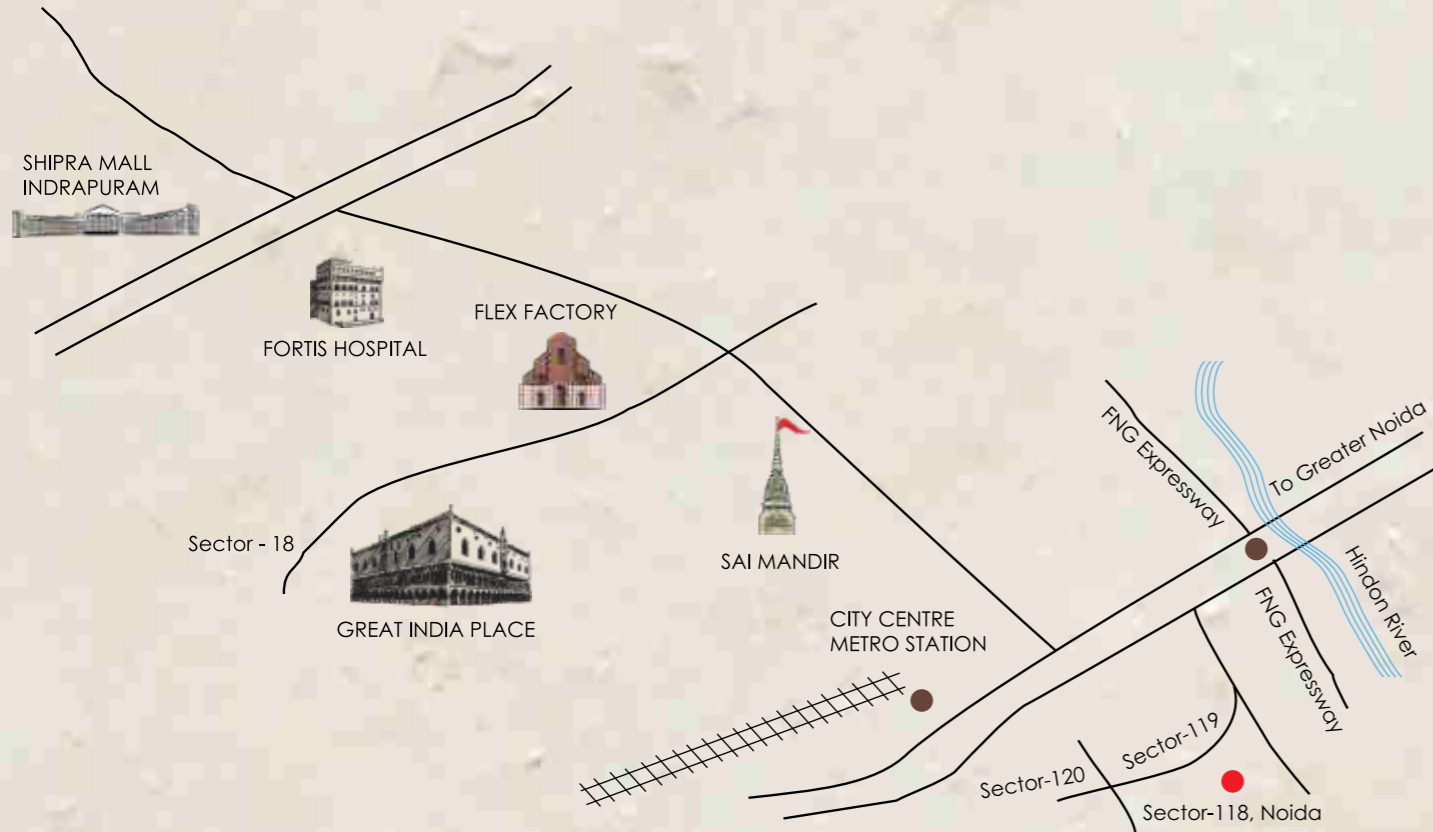 SHIPRA MALL
INDRAPURAM
FORTIS HOSPITAL
FLEX FACTORY
Sector - 18
GREAT INDIA PLACE
SAI MANDIR
CITY CENTRE
METRO STATION
FNG Expressway
To Greater Noida
Hindon River
FNG Expressway
Sector-119
Sector-120
Sector-118, Noida